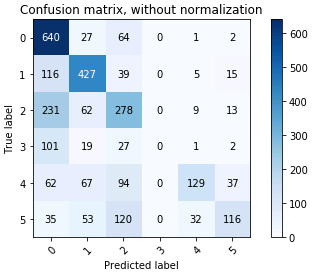 Confusion matrix, without normalization
0 640 27 64 0 1 2
1 116 427 39 0 5 15
2 231 62 278 0 9 13
3 101 19 27 0 1 2
4 62 67 94 0 129 37
5 35 53 120 0 32 116
0 1 2 3 4 5
True label
Predicted label
600
500
400
300
200
100
0